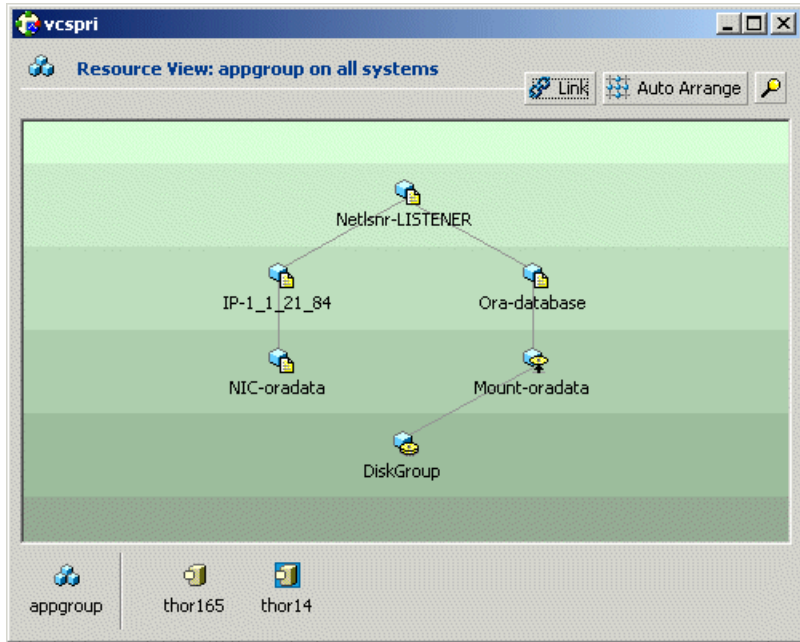 vcspri
Resource View: appgroup on all systems
Link
Auto Arrange
Netlsnr-LISTENER
IP-1_1_21_84
Ora-database
NIC-oradata
Mount-oradata
DiskGroup
appgroup
thor165
thor14